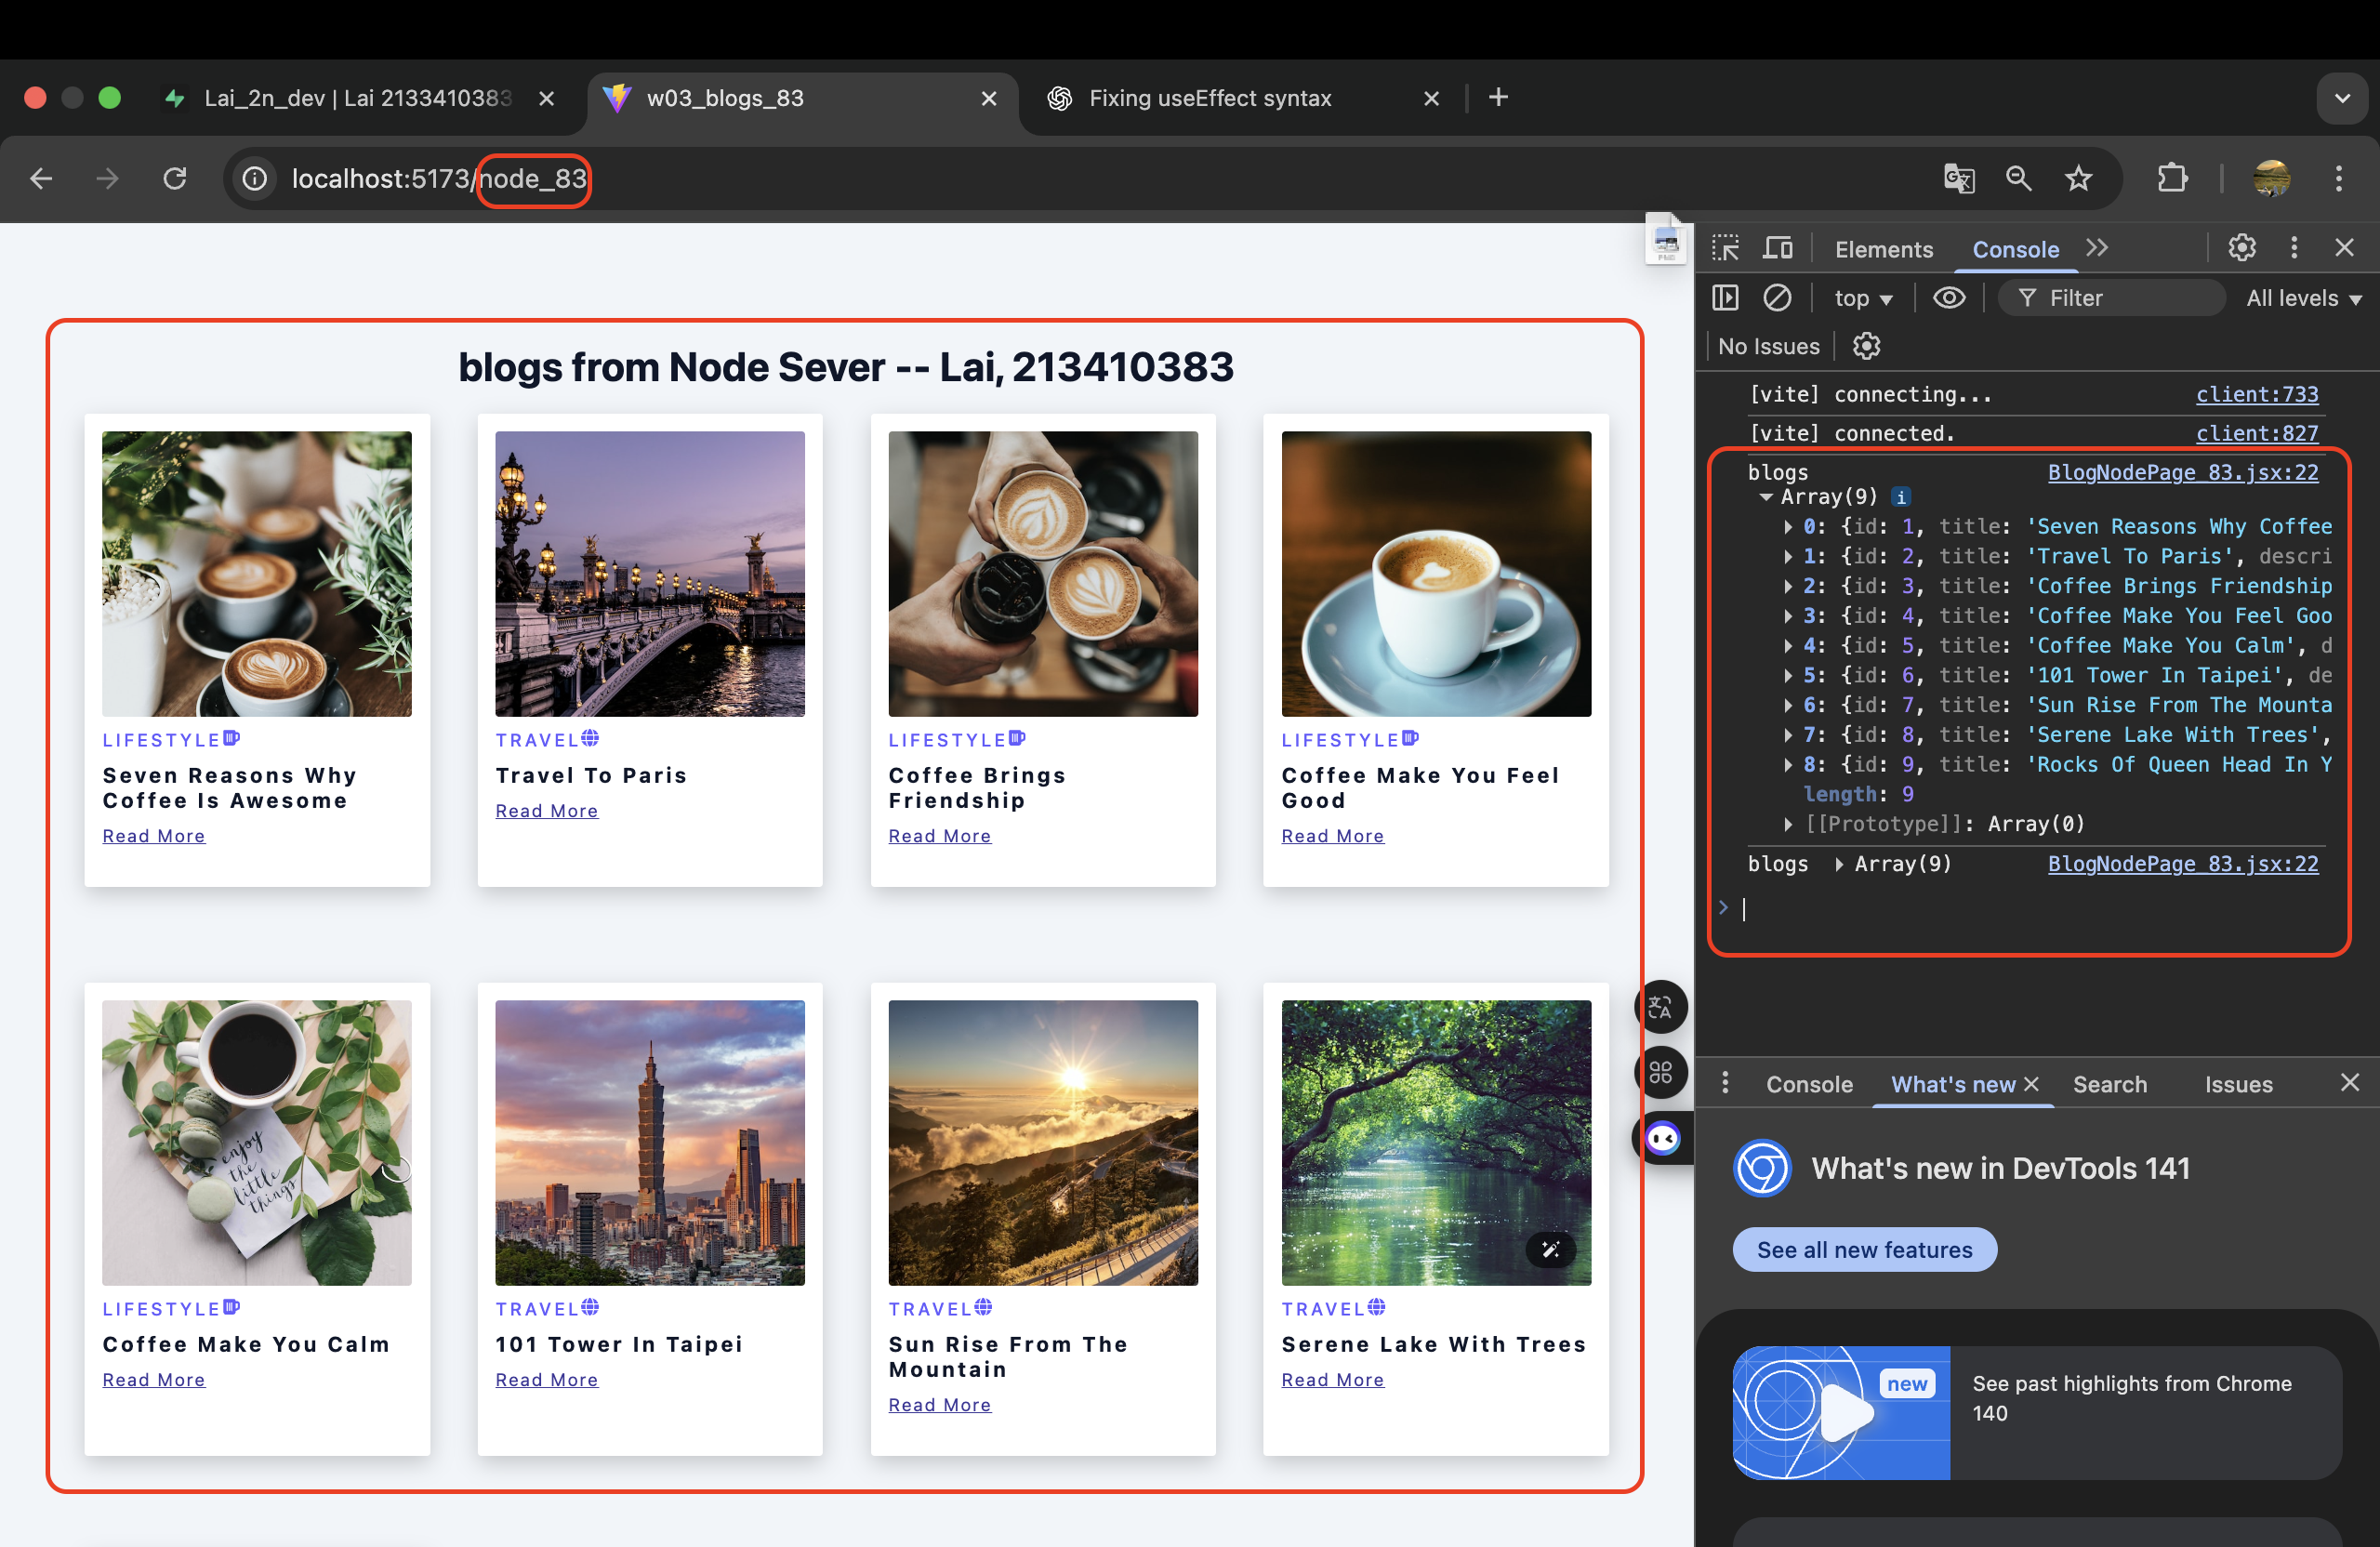 Lai_2n_dev | Lai 2133410383
w03_blogs_83
Fixing useEffect syntax
localhost:5173/node_83
blogs from Node Sever -- Lai, 213410383
LIFESTYLE
Seven Reasons Why
Coffee Is Awesome
Read More
TRAVEL
Travel To Paris
Read More
LIFESTYLE
Coffee Brings
Friendship
Read More
LIFESTYLE
Coffee Make You Feel
Good
Read More
enjoy
the
little
things
LIFESTYLE
Coffee Make You Calm
Read More
TRAVEL
101 Tower In Taipei
Read More
TRAVEL
Sun Rise From The
Mountain
Read More
TRAVEL
Serene Lake With Trees
Read More
PNG
Elements Console
top Filter All levels
No Issues
[vite] connecting... client:733
[vite] connected. client:827
blogs BlogNodePage_83.jsx:22
Array(9) i
0: {id: 1, title: 'Seven Reasons Why Coffee
1: {id: 2, title: 'Travel To Paris', descri
2: {id: 3, title: 'Coffee Brings Friendship
3: {id: 4, title: 'Coffee Make You Feel Goo
4: {id: 5, title: 'Coffee Make You Calm', d
5: {id: 6, title: '101 Tower In Taipei', de
6: {id: 7, title: 'Sun Rise From The Mounta
7: {id: 8, title: 'Serene Lake With Trees',
8: {id: 9, title: 'Rocks Of Queen Head In Y
length: 9
[[Prototype]]: Array(0)
blogs Array(9) BlogNodePage_83.jsx:22
Console What's new Search Issues
What's new in DevTools 141
See all new features
new
See past highlights from Chrome
140